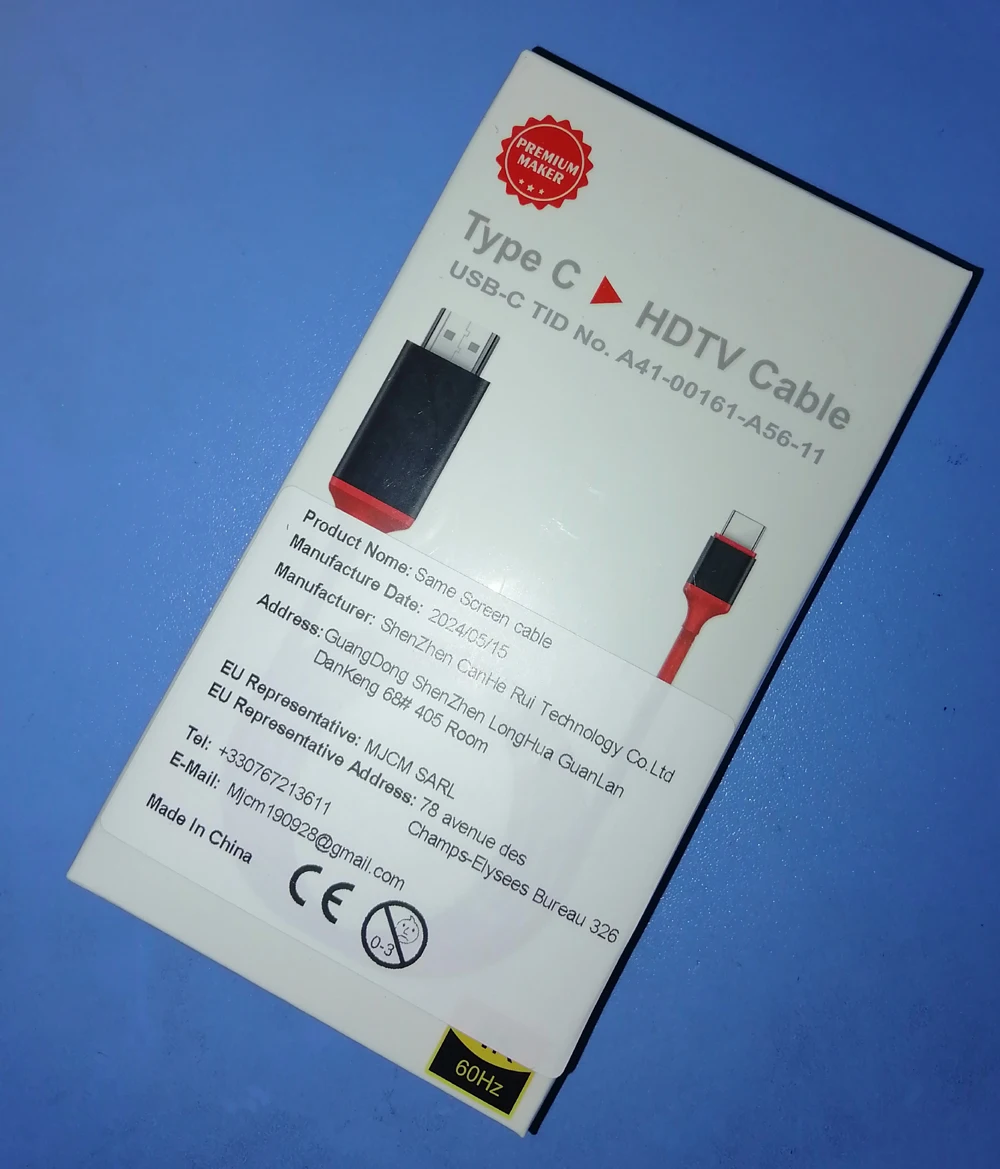 PREMIUM
MAKER
Type C ▶ HDTV Cable
USB-C TID No. A41-00161-A56-11
Product Nome: Same Screen cable
Manufacture Date: 2024/05/15
Manufacturer: ShenZhen CanHe Rui Technology Co.Ltd
Address: GuangDong ShenZhen LongHua GuanLan
DanKeng 68# 405 Room
EU Representative: MJCM SARL
EU Representative Address: 78 avenue des
Champs-Elysees Bureau 326
Tel: +330767213611
E-Mail: Mjcm190928@gmail.com
Made In China
CE
0-3
60Hz